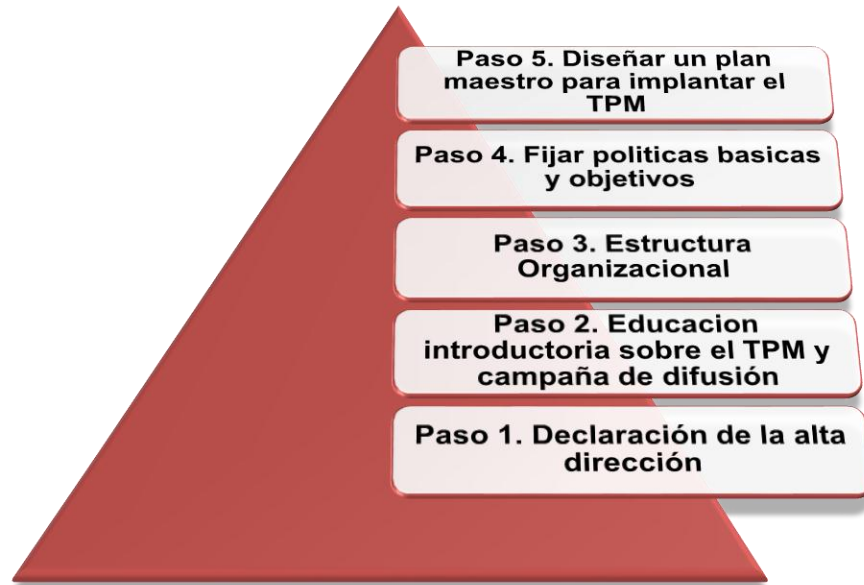 Paso 5. Diseñar un plan
maestro para implantar el
TPM
Paso 4. Fijar politicas basicas
y objetivos
Paso 3. Estructura
Organizacional
Paso 2. Educacion
introductoria sobre el TPM y
campaña de difusión
Paso 1. Declaración de la alta
dirección